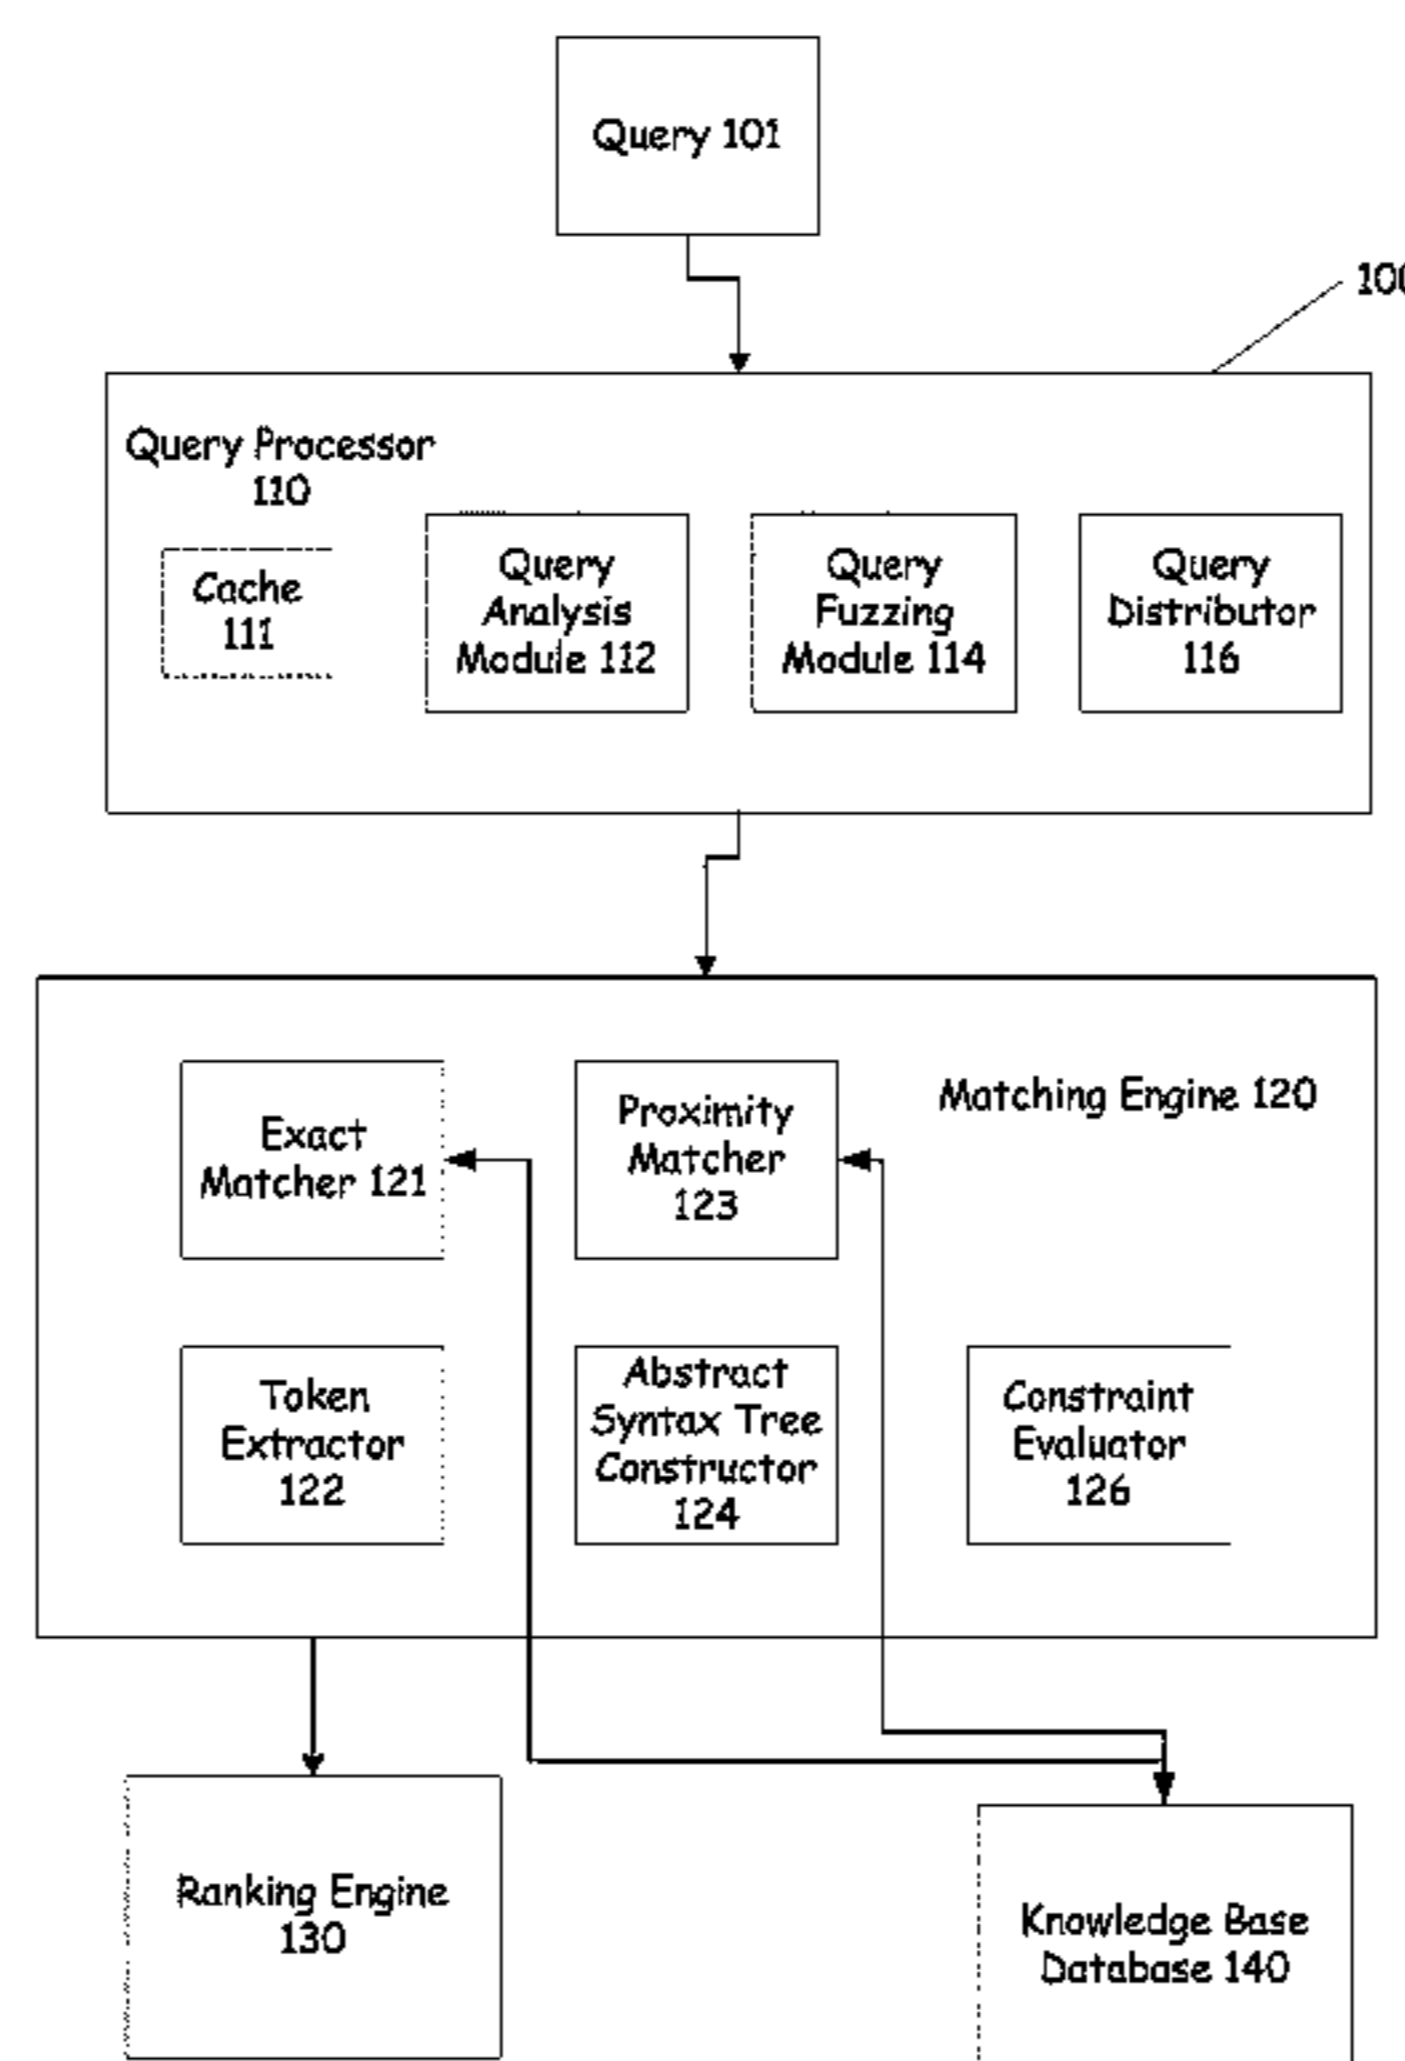 Query 101
100
Query Processor
110
Cache
111
Query
Analysis
Module 112
Query
Fuzzing
Module 114
Query
Distributor
116
Matching Engine 120
Exact
Matcher 121
Proximity
Matcher
123
Token
Extractor
122
Abstract
Syntax Tree
Constructor
124
Constraint
Evaluator
126
Ranking Engine
130
Knowledge Base
Database 140